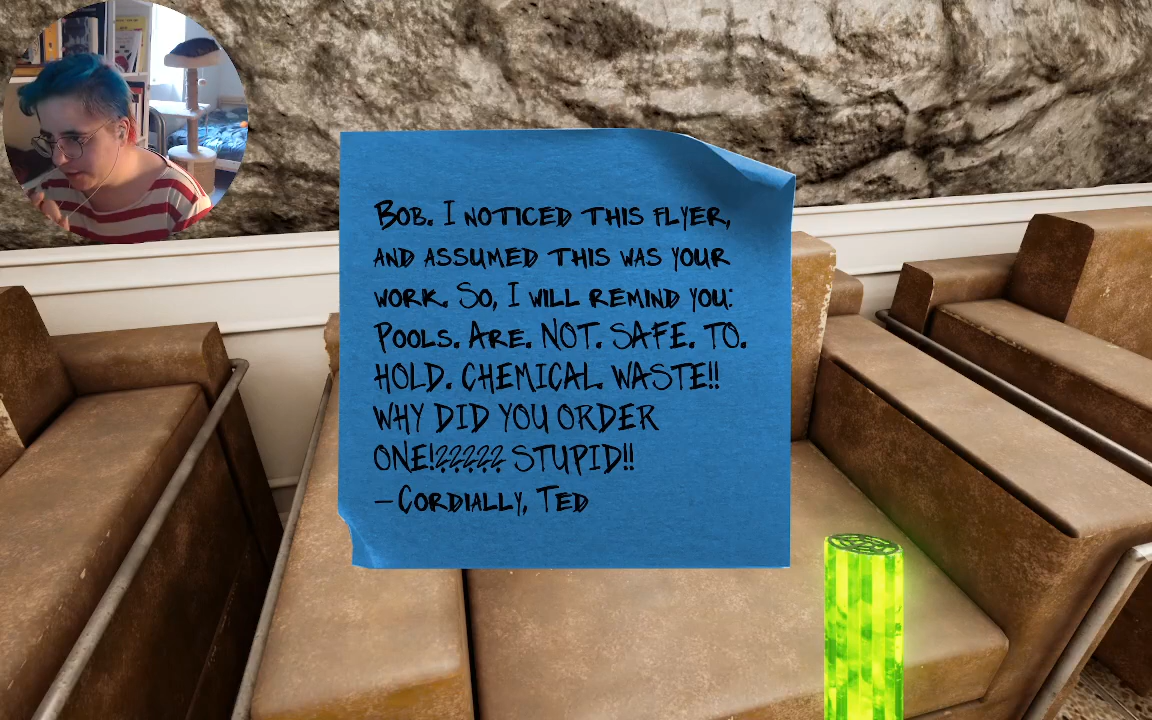 Bob. I noticed this flyer,
and assumed this was your
work. So, I will remind you:
Pools. Are. NOT. SAFE. TO.
HOLD. CHEMICAL. WASTE!!
WHY DID YOU ORDER
ONE!????? STUPID!!
–Cordially, Ted